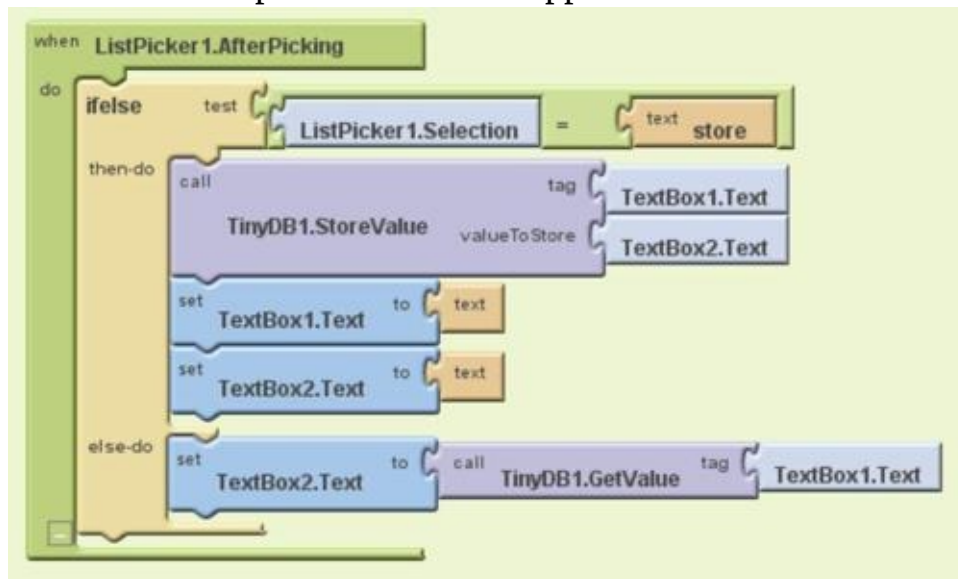 when ListPicker1.AfterPicking
do
ifelse test ListPicker1.Selection = text store
then-do call TinyDB1.StoreValue tag TextBox1.Text
valueToStore TextBox2.Text
set TextBox1.Text to text
set TextBox2.Text to text
else-do set TextBox2.Text to call TinyDB1.GetValue tag TextBox1.Text